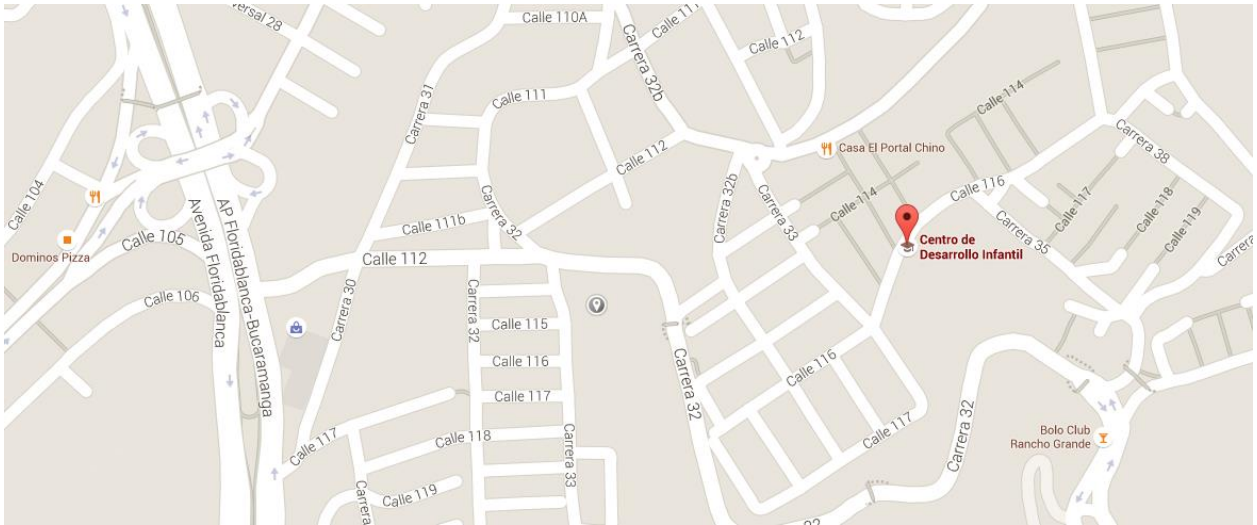 Calle 110A
Calle 112
Carrera 32b
Carrera 31
Calle 111
Calle 114
Casa El Portal Chino
Carrera 38
Calle 112
Calle 104
Carrera 32b
Calle 116
Calle 114
Calle 117
Calle 118
Calle 119
AP Floridablanca-Bucaramanga
Avenida Floridablanca
Carrera 32
Calle 111b
Carrera 33
Carrera 35
Calle 105
Centro de
Desarrollo Infantil
Dominos Pizza
Calle 112
Calle 106
Carrera 30
Carrera 32
Calle 115
Calle 116
Calle 117
Carrera 32
Calle 116
Calle 117
Carrera 32
Calle 117
Calle 118
Carrera 33
Calle 119
Bolo Club
Rancho Grande